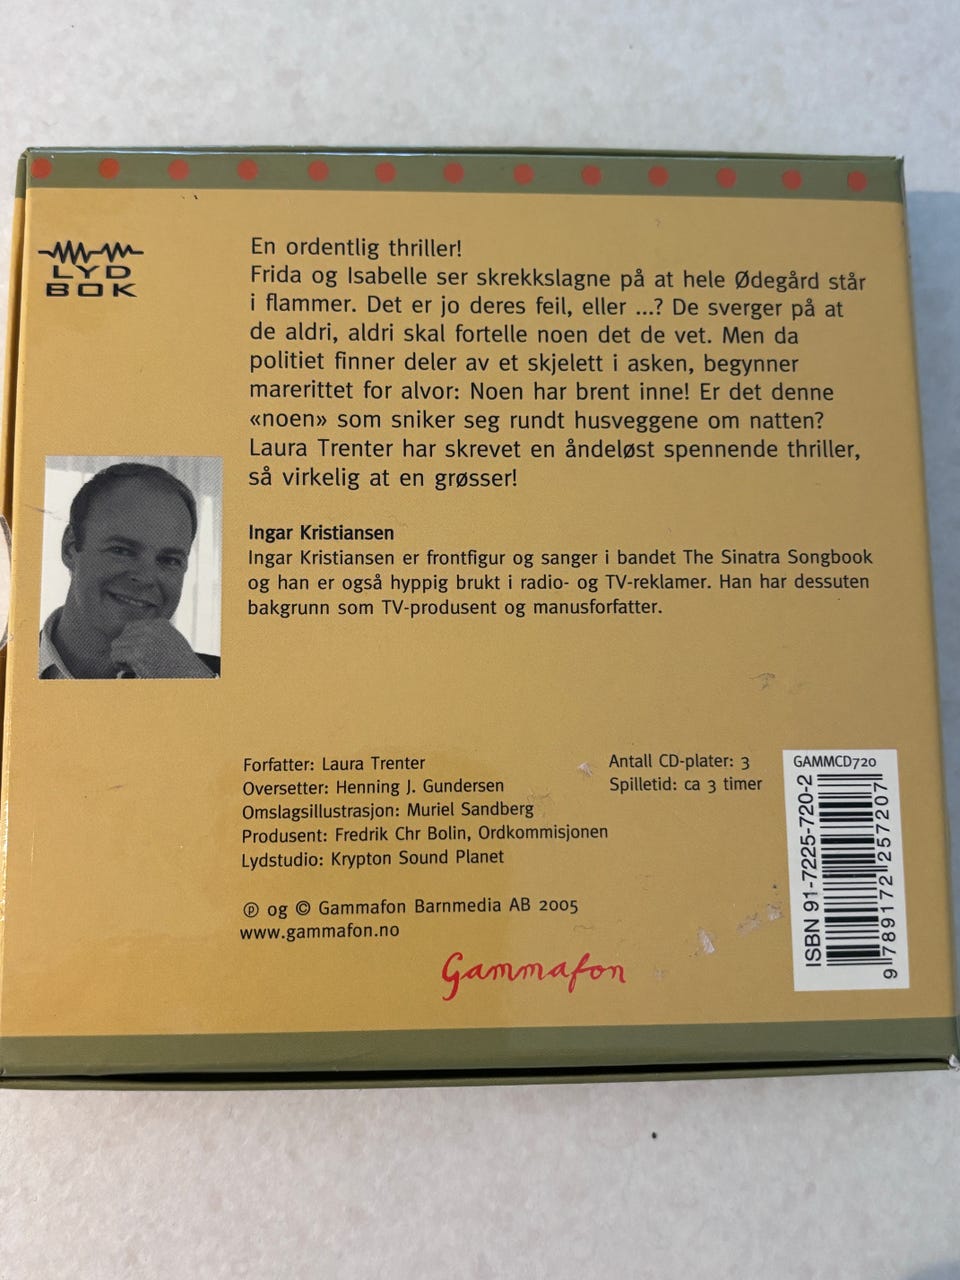 LYD
BOK
En ordentlig thriller!
Frida og Isabelle ser skrekkslagne på at hele Ødegård står
i flammer. Det er jo deres feil, eller ...? De sverger på at
de aldri, aldri skal fortelle noen det de vet. Men da
politiet finner deler av et skjelett i asken, begynner
marerittet for alvor: Noen har brent inne! Er det denne
«noen» som sniker seg rundt husveggene om natten?
Laura Trenter har skrevet en åndeløst spennende thriller,
så virkelig at en grøsser!
Ingar Kristiansen
Ingar Kristiansen er frontfigur og sanger i bandet The Sinatra Songbook
og han er også hyppig brukt i radio- og TV-reklamer. Han har dessuten
bakgrunn som TV-produsent og manusforfatter.
Forfatter: Laura Trenter
Oversetter: Henning J. Gundersen
Omslagsillustrasjon: Muriel Sandberg
Produsent: Fredrik Chr Bolin, Ordkommisjonen
Lydstudio: Krypton Sound Planet
Antall CD-plater: 3
Spilletid: ca 3 timer
℗ og © Gammafon Barnmedia AB 2005
www.gammafon.no
Gammafon
GAMMCD720
ISBN 91-7225-720-2
9 789172 257207